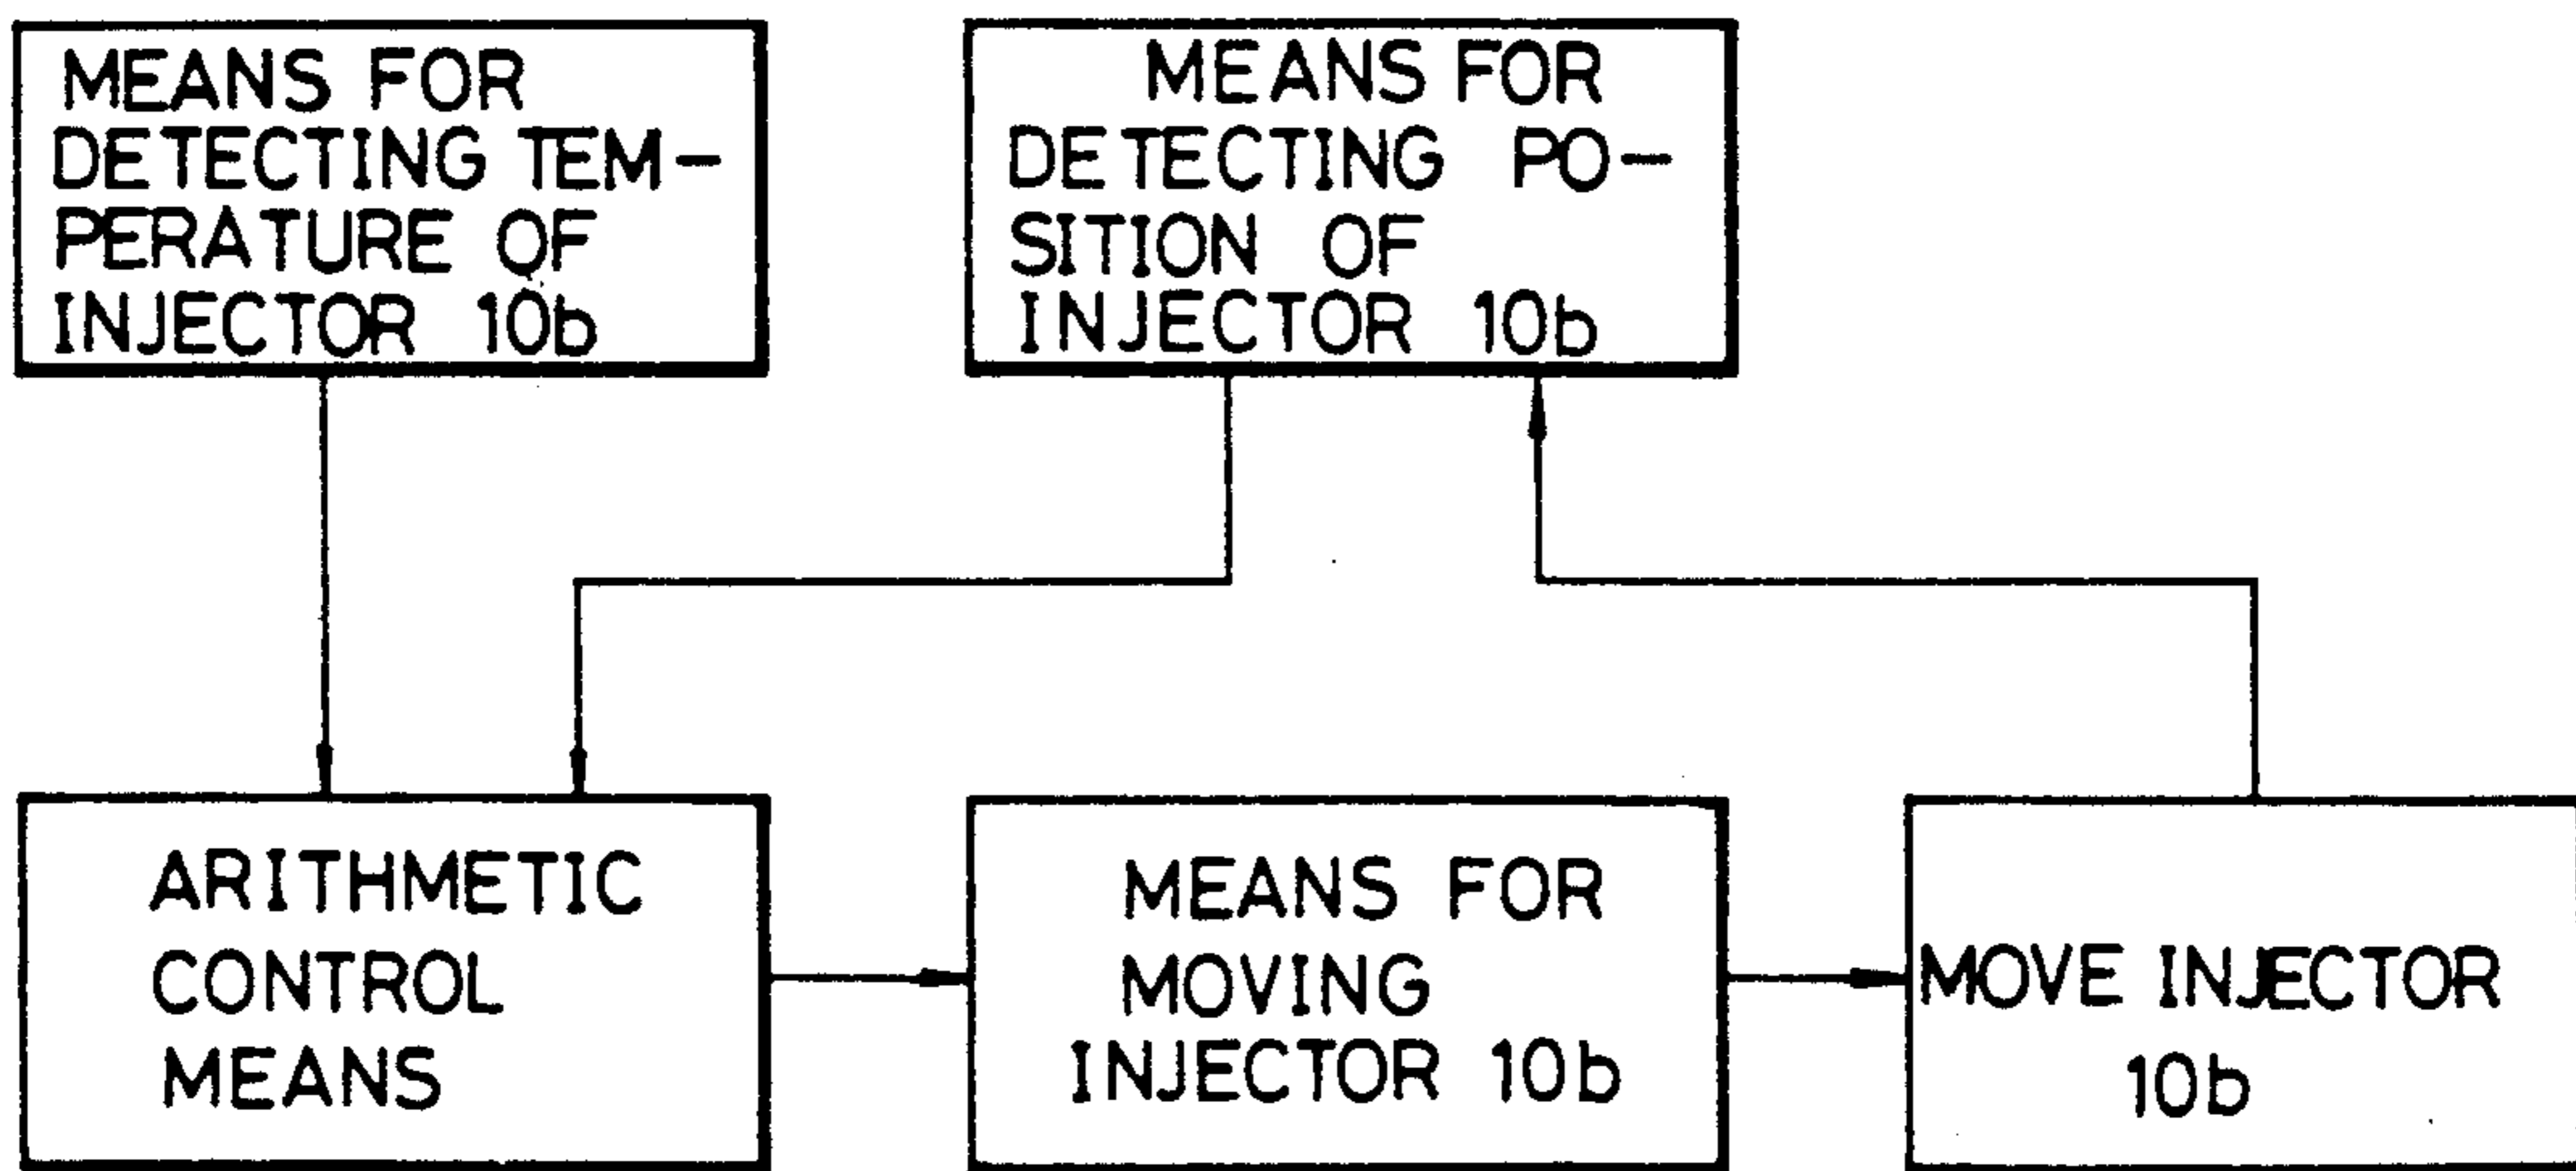 MEANS FOR
DETECTING TEM-
PERATURE OF
INJECTOR 10b
MEANS FOR
DETECTING PO-
SITION OF
INJECTOR 10b
ARITHMETIC
CONTROL
MEANS
MEANS FOR
MOVING
INJECTOR 10b
MOVE INJECTOR
10b